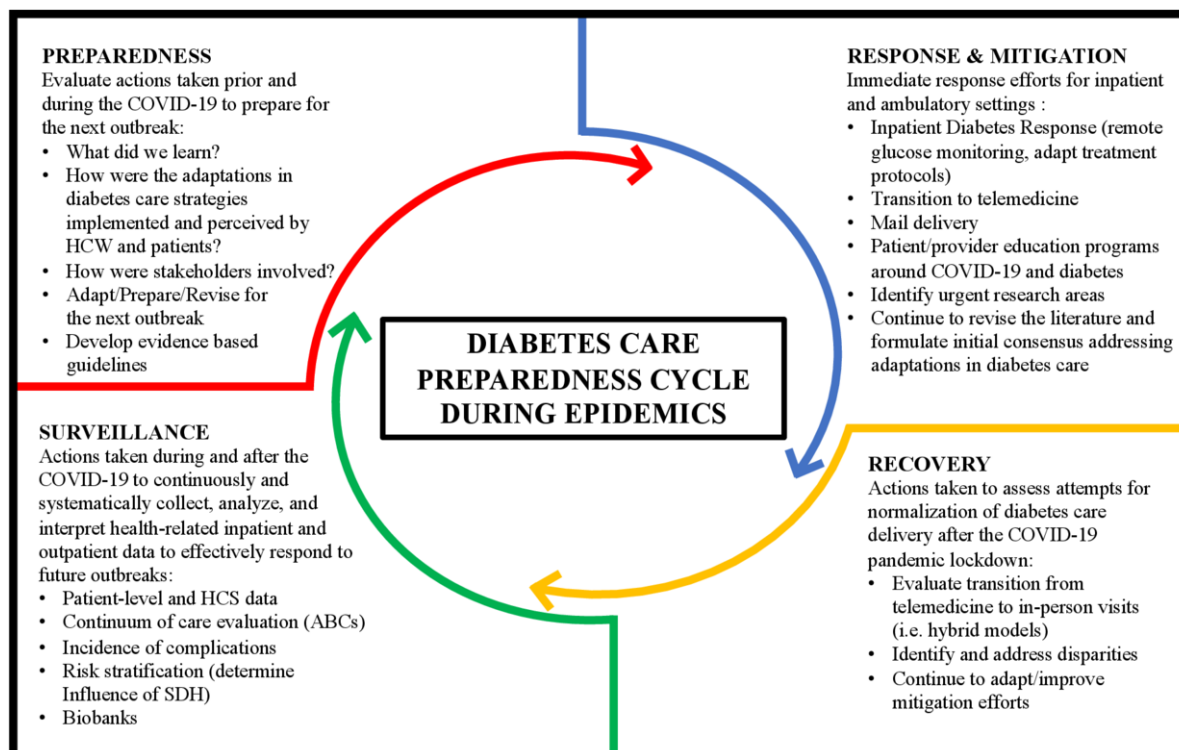 PREPAREDNESS
Evaluate actions taken prior and
during the COVID-19 to prepare for
the next outbreak:
• What did we learn?
• How were the adaptations in
diabetes care strategies
implemented and perceived by
HCW and patients?
• How were stakeholders involved?
• Adapt/Prepare/Revise for
the next outbreak
• Develop evidence based
guidelines
RESPONSE & MITIGATION
Immediate response efforts for inpatient
and ambulatory settings :
• Inpatient Diabetes Response (remote
glucose monitoring, adapt treatment
protocols)
• Transition to telemedicine
• Mail delivery
• Patient/provider education programs
around COVID-19 and diabetes
• Identify urgent research areas
• Continue to revise the literature and
formulate initial consensus addressing
adaptations in diabetes care
DIABETES CARE
PREPAREDNESS CYCLE
DURING EPIDEMICS
SURVEILLANCE
Actions taken during and after the
COVID-19 to continuously and
systematically collect, analyze, and
interpret health-related inpatient and
outpatient data to effectively respond to
future outbreaks:
• Patient-level and HCS data
• Continuum of care evaluation (ABCs)
• Incidence of complications
• Risk stratification (determine
Influence of SDH)
• Biobanks
RECOVERY
Actions taken to assess attempts for
normalization of diabetes care
delivery after the COVID-19
pandemic lockdown:
• Evaluate transition from
telemedicine to in-person visits
(i.e. hybrid models)
• Identify and address disparities
• Continue to adapt/improve
mitigation efforts